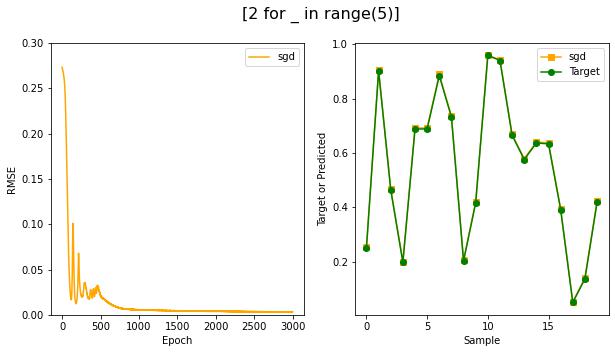 [2 for _ in range(5)]
RMSE
0.30
0.25
0.20
0.15
0.10
0.05
0.00
0 500 1000 1500 2000 2500 3000
Epoch
sgd
Target or Predicted
1.0
0.8
0.6
0.4
0.2
0 5 10 15
Sample
sgd
Target